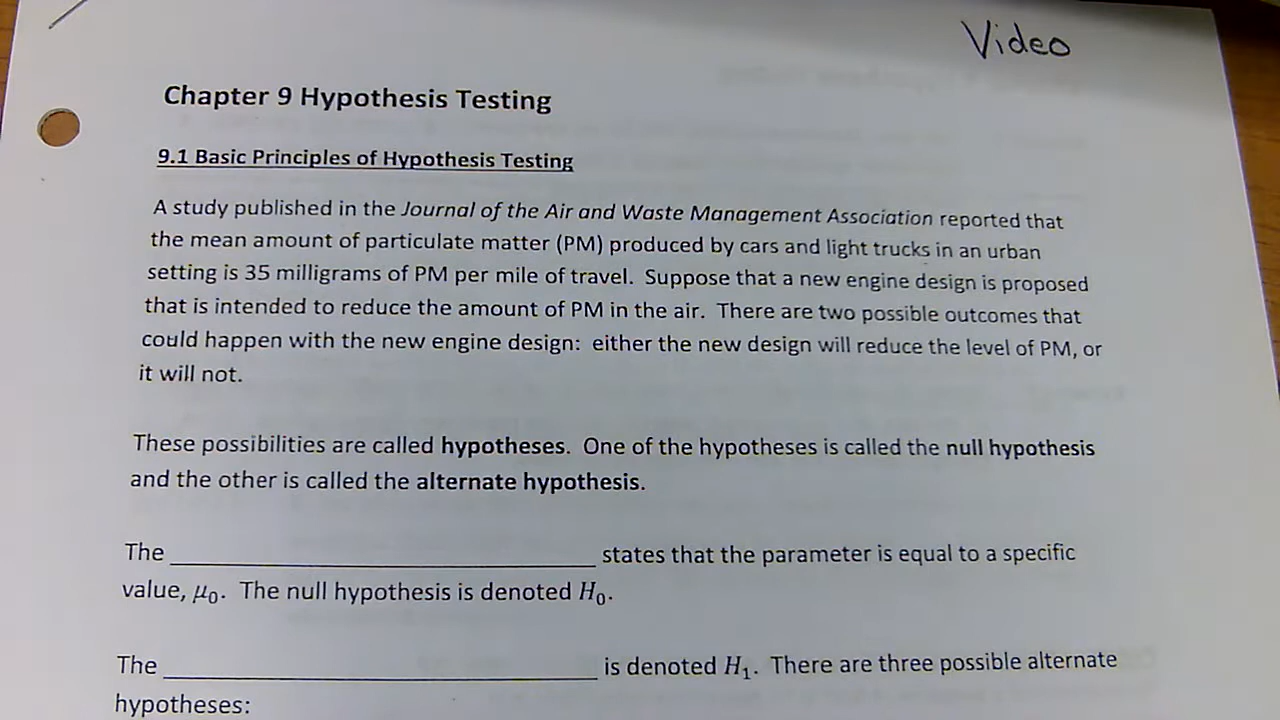 Video
Chapter 9 Hypothesis Testing
9.1 Basic Principles of Hypothesis Testing
A study published in the Journal of the Air and Waste Management Association reported that
the mean amount of particulate matter (PM) produced by cars and light trucks in an urban
setting is 35 milligrams of PM per mile of travel. Suppose that a new engine design is proposed
that is intended to reduce the amount of PM in the air. There are two possible outcomes that
could happen with the new engine design: either the new design will reduce the level of PM, or
it will not.
These possibilities are called hypotheses. One of the hypotheses is called the null hypothesis
and the other is called the alternate hypothesis.
The ______________________________ states that the parameter is equal to a specific
value, μ₀. The null hypothesis is denoted H₀.
The ______________________________ is denoted H₁. There are three possible alternate
hypotheses: